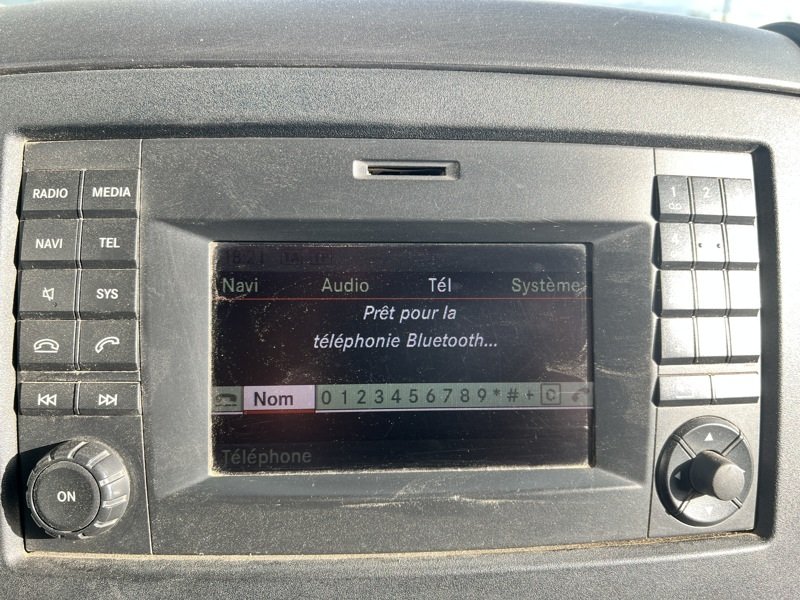 RADIO MEDIA
NAVI TEL
SYS
ON
Navi Audio Tél Système
Prêt pour la
téléphonie Bluetooth...
Nom 0 1 2 3 4 5 6 7 8 9 * # + C
Téléphone
1 2